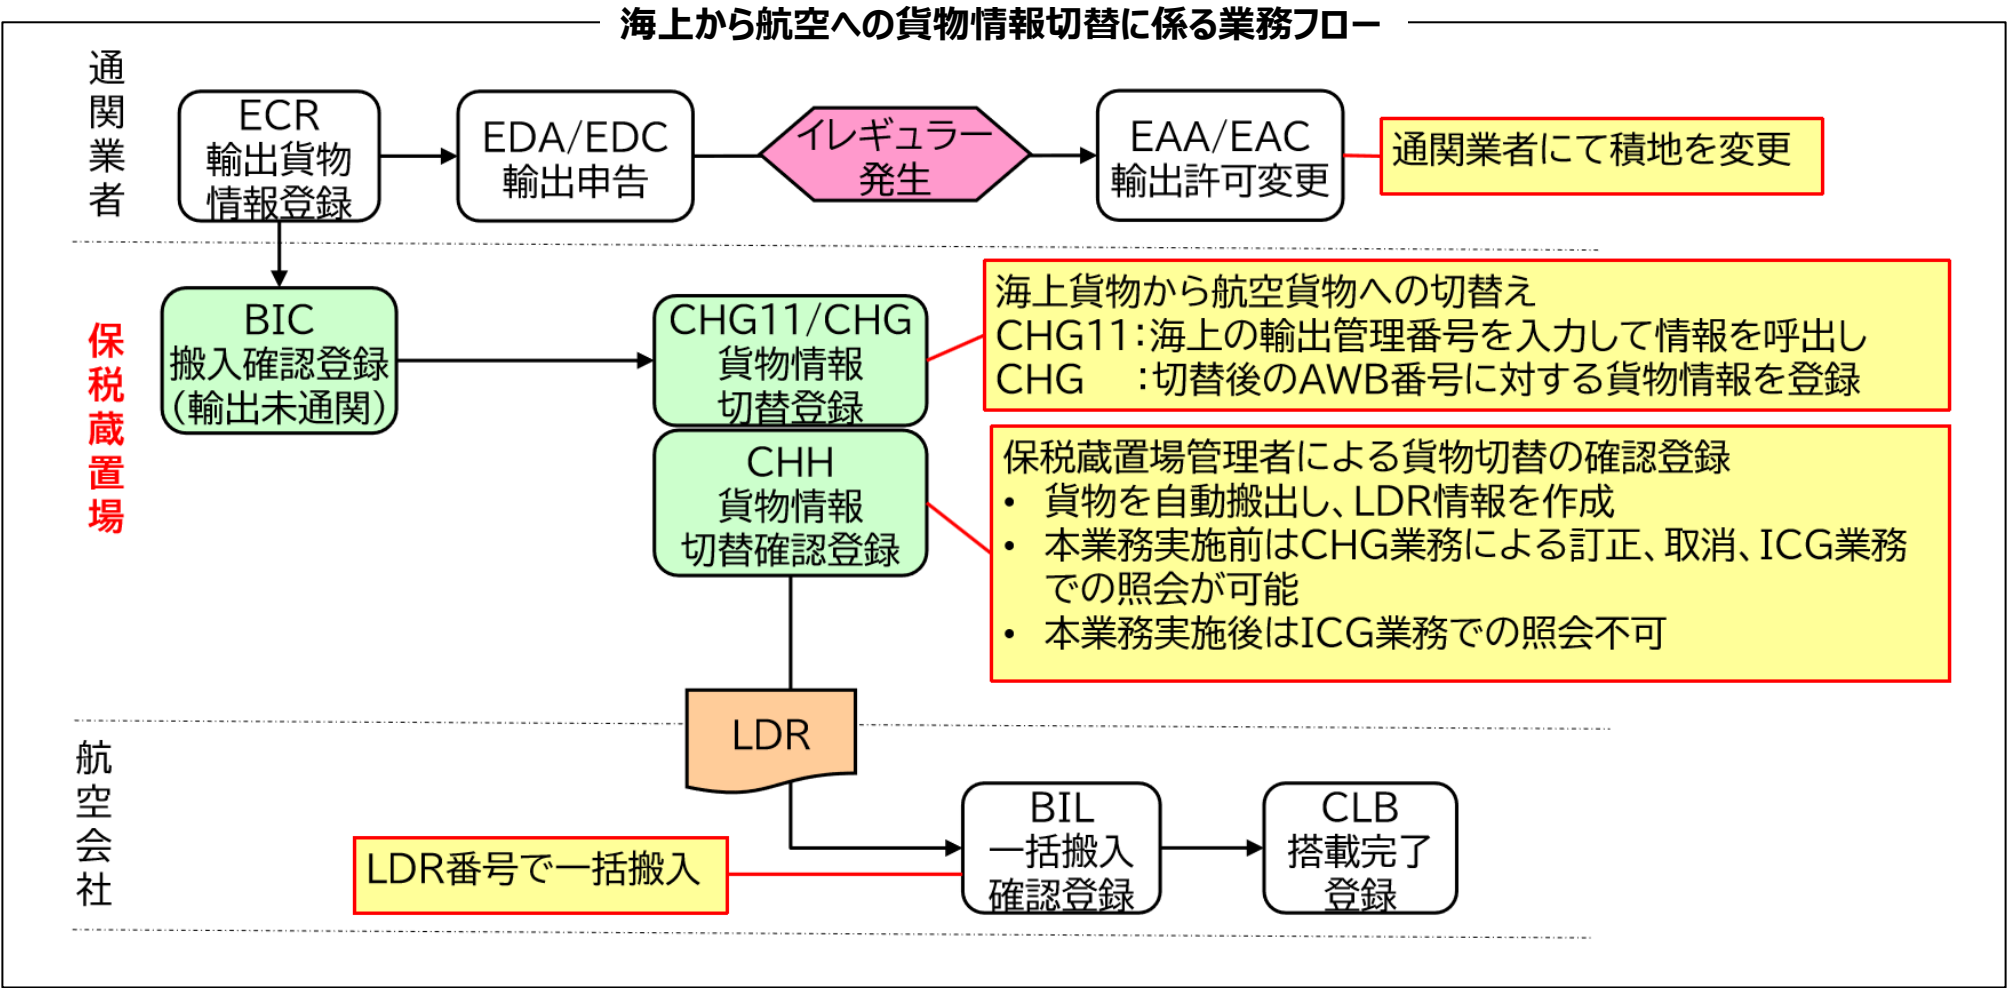 海上から航空への貨物情報切替に係る業務フロー
通関業者
ECR
輸出貨物
情報登録
EDA/EDC
輸出申告
イレギュラー
発生
EAA/EAC
輸出許可変更
通関業者にて積地を変更
保税蔵置場
BIC
搬入確認登録
（輸出未通関）
CHG11/CHG
貨物情報
切替登録
海上貨物から航空貨物への切替え
CHG11：海上の輸出管理番号を入力して情報を呼出し
CHG　：切替後のAWB番号に対する貨物情報を登録
CHH
貨物情報
切替確認登録
保税蔵置場管理者による貨物切替の確認登録
• 貨物を自動搬出し、LDR情報を作成
• 本業務実施前はCHG業務による訂正、取消、ICG業務
での照会が可能
• 本業務実施後はICG業務での照会不可
LDR
航空会社
LDR番号で一括搬入
BIL
一括搬入
確認登録
CLB
搭載完了
登録